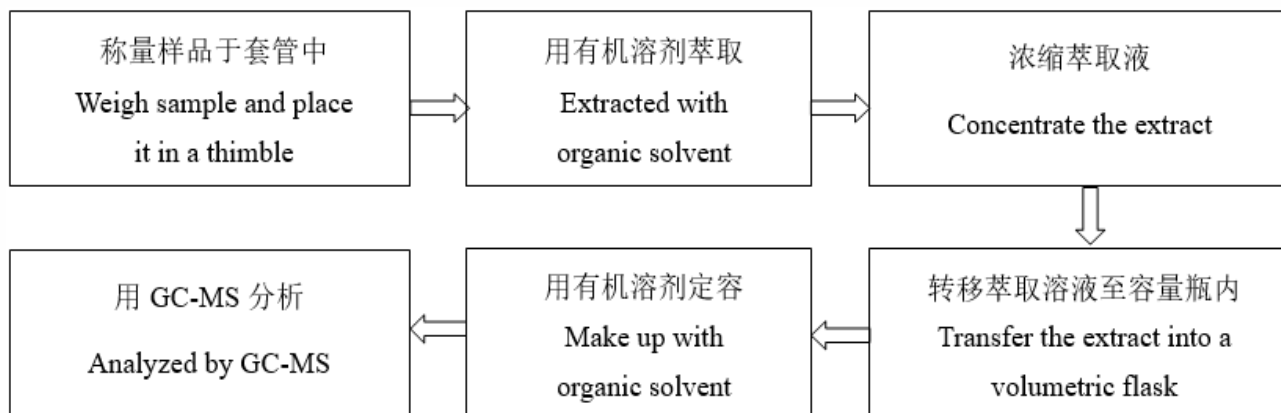 称量样品于套管中
Weigh sample and place
it in a thimble
用有机溶剂萃取
Extracted with
organic solvent
浓缩萃取液
Concentrate the extract
转移萃取溶液至容量瓶内
Transfer the extract into a
volumetric flask
用有机溶剂定容
Make up with
organic solvent
用 GC-MS 分析
Analyzed by GC-MS